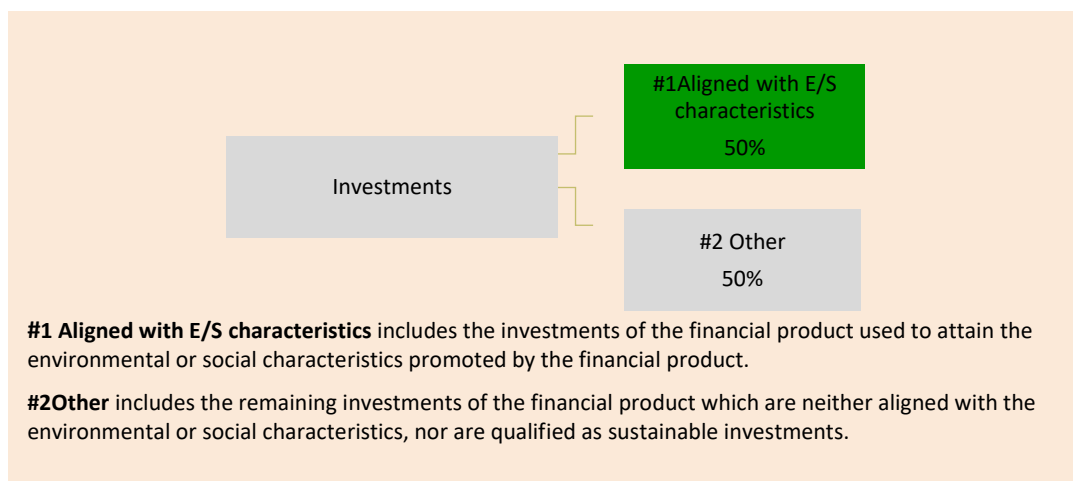 #1Aligned with E/S
characteristics
50%
Investments
#2 Other
50%
#1 Aligned with E/S characteristics includes the investments of the financial product used to attain the
environmental or social characteristics promoted by the financial product.
#2Other includes the remaining investments of the financial product which are neither aligned with the
environmental or social characteristics, nor are qualified as sustainable investments.